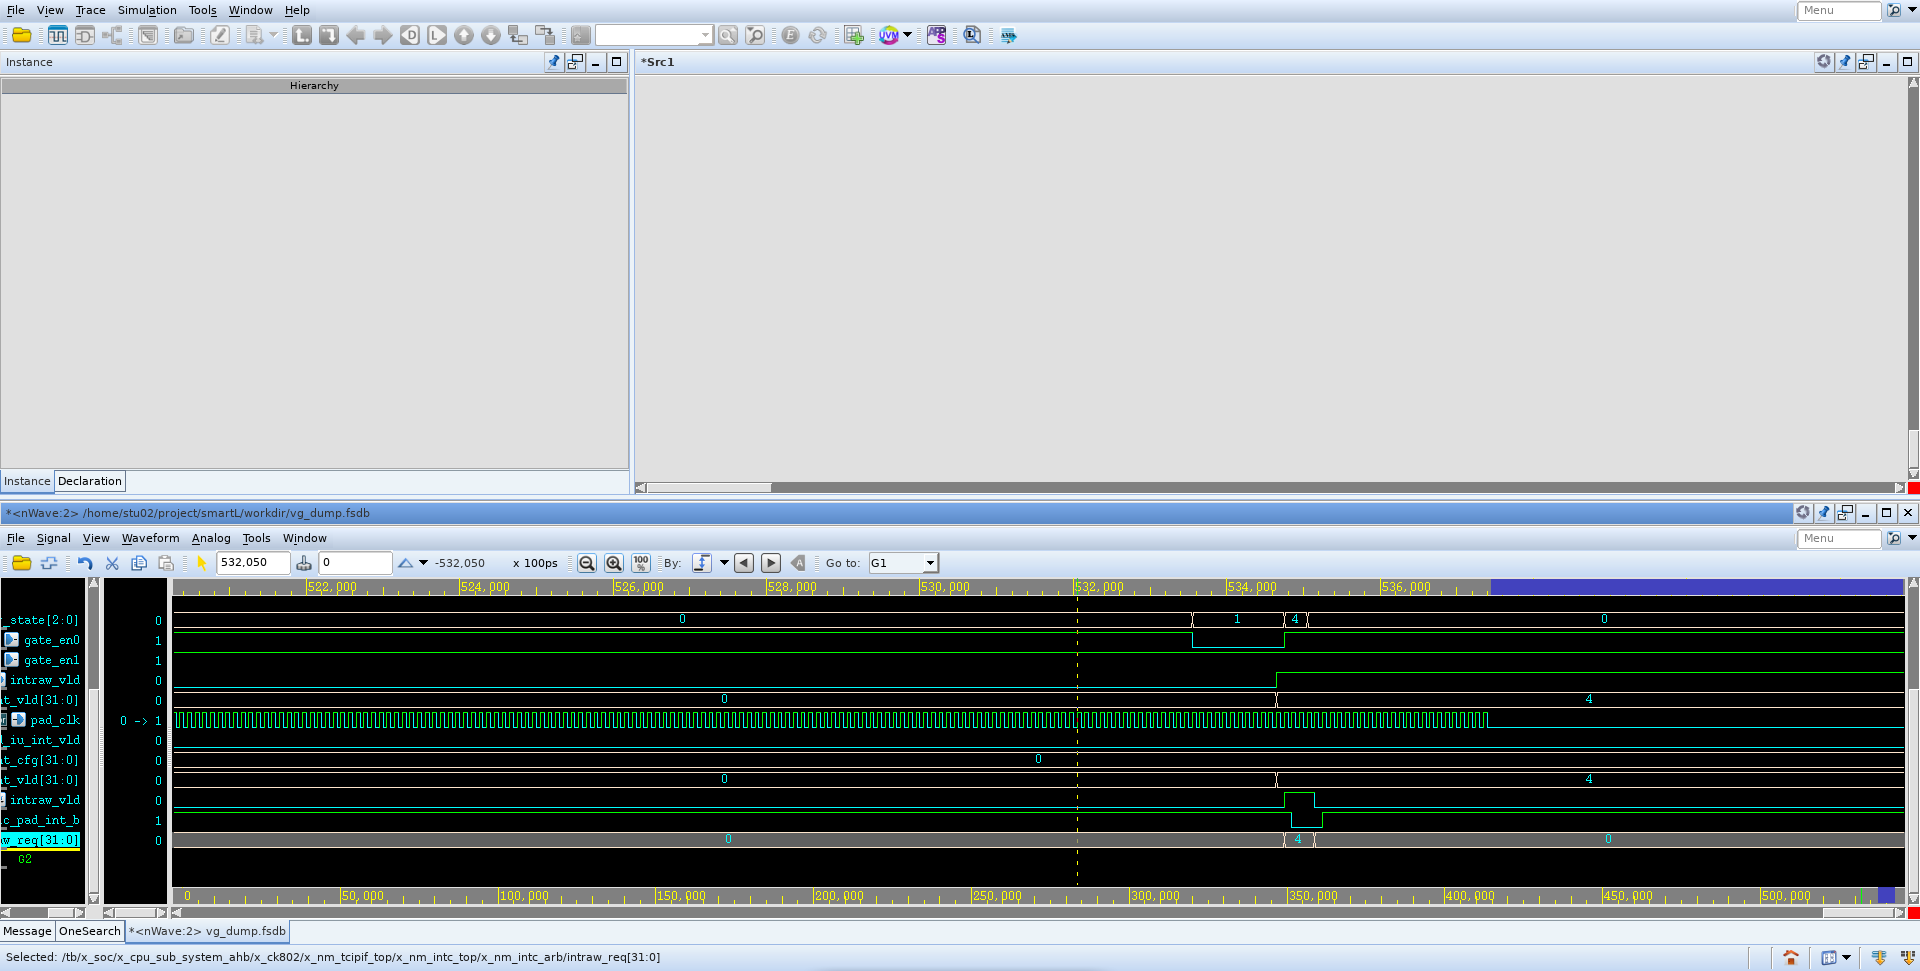 File View Trace Simulation Tools Window Help Menu
Instance *Src1
Hierarchy
Instance Declaration
*<nWave:2> /home/stu02/project/smartL/workdir/vg_dump.fsdb
File Signal View Waveform Analog Tools Window Menu
532,050 0 -532,050 x 100ps 100% By: Go to: G1
522,000 524,000 526,000 528,000 530,000 532,000 534,000 536,000
_state[2:0] 0 0 1 4 0
gate_en0 1
gate_en1 1
intraw_vld 0
t_vld[31:0] 0 0 4
pad_clk 0 -> 1
_iu_int_vld 0
t_cfg[31:0] 0 0
t_vld[31:0] 0 0 4
intraw_vld 0
c_pad_int_b 1
w_req[31:0] 0 0 4 0
G2
0 50,000 100,000 150,000 200,000 250,000 300,000 350,000 400,000 450,000 500,000
Message OneSearch *<nWave:2> vg_dump.fsdb
Selected: /tb/x_soc/x_cpu_sub_system_ahb/x_ck802/x_nm_tcipif_top/x_nm_intc_top/x_nm_intc_arb/intraw_req[31:0]